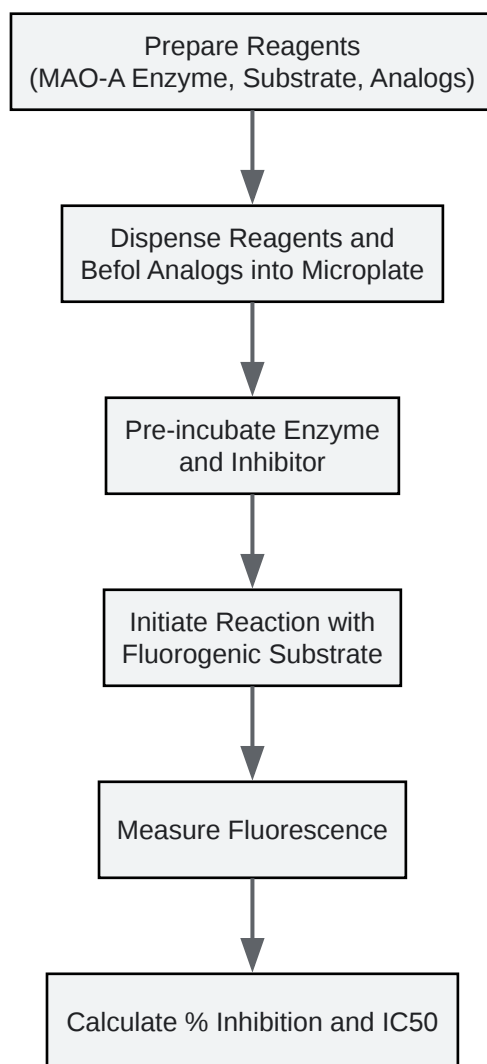 Prepare Reagents
(MAO-A Enzyme, Substrate, Analogs)
Dispense Reagents and
Befol Analogs into Microplate
Pre-incubate Enzyme
and Inhibitor
Initiate Reaction with
Fluorogenic Substrate
Measure Fluorescence
Calculate % Inhibition and IC50